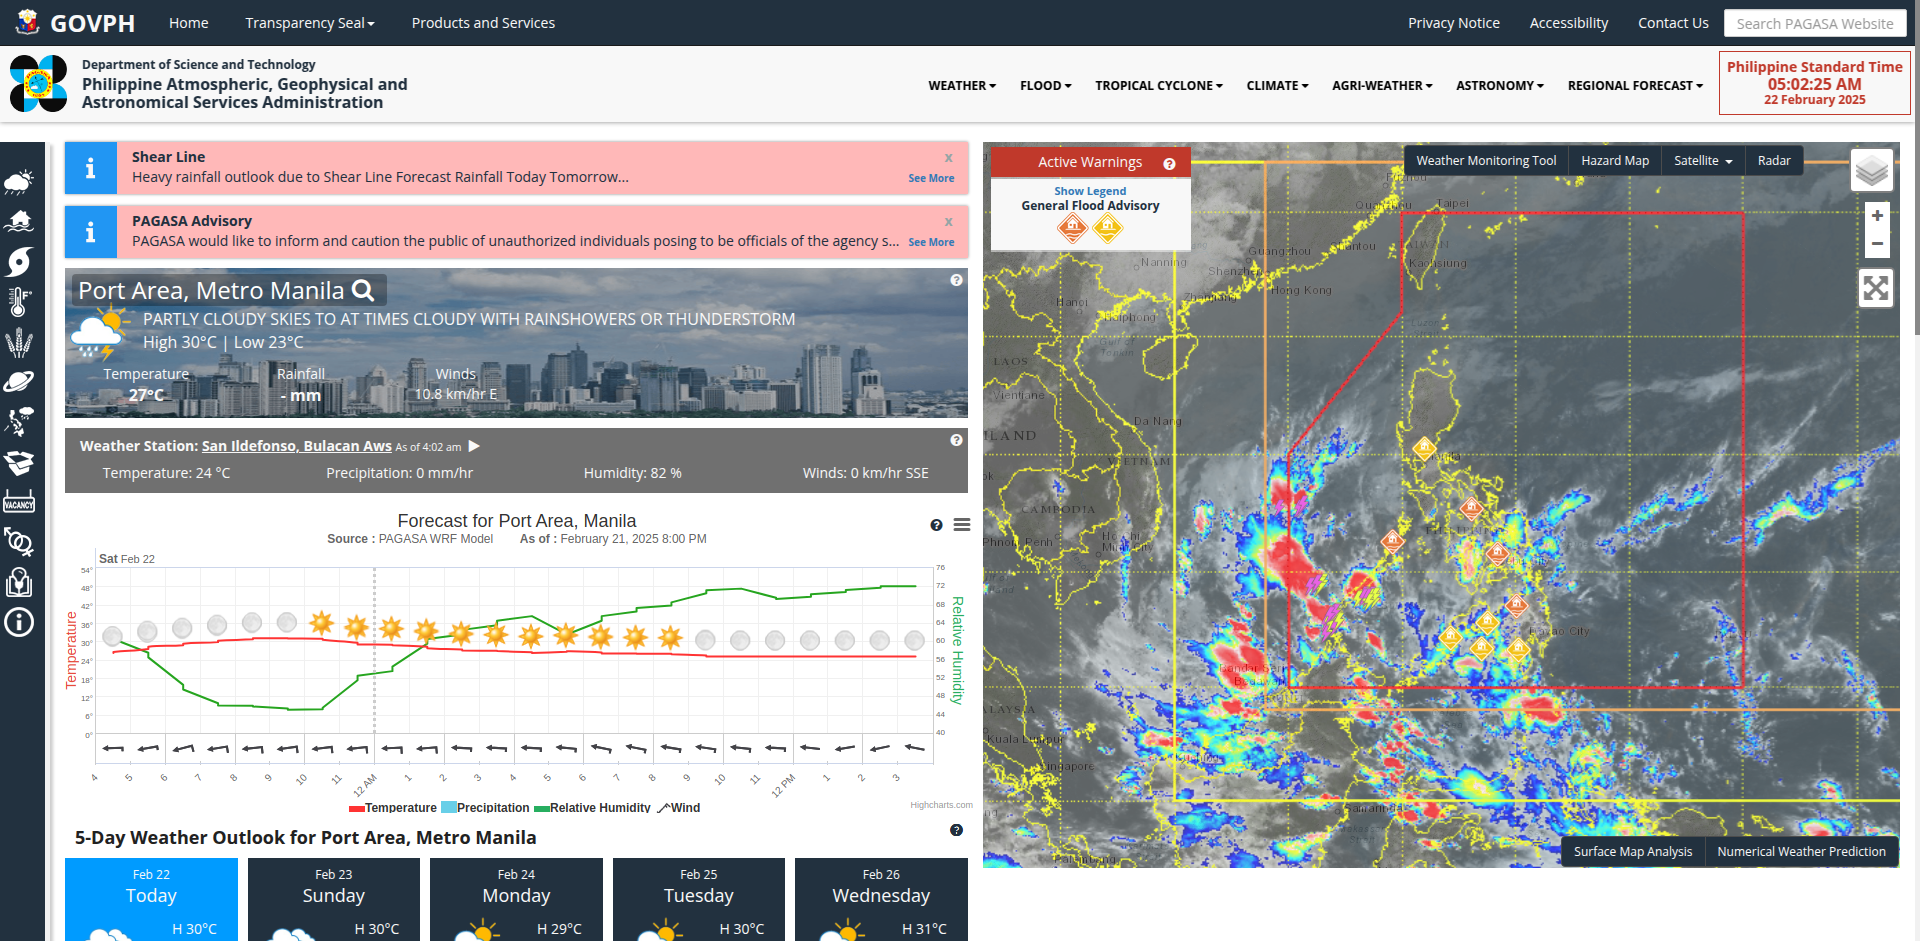 GOVPH
Home
Transparency Seal
Products and Services
Privacy Notice
Accessibility
Contact Us
Search PAGASA Website
Department of Science and Technology
Philippine Atmospheric, Geophysical and
Astronomical Services Administration
WEATHER
FLOOD
TROPICAL CYCLONE
CLIMATE
AGRI-WEATHER
ASTRONOMY
REGIONAL FORECAST
Philippine Standard Time
05:02:25 AM
22 February 2025
VACANCY
Shear Line
x
Heavy rainfall outlook due to Shear Line Forecast Rainfall Today Tomorrow...
See More
PAGASA Advisory
x
PAGASA would like to inform and caution the public of unauthorized individuals posing to be officials of the agency s...
See More
Port Area, Metro Manila
PARTLY CLOUDY SKIES TO AT TIMES CLOUDY WITH RAINSHOWERS OR THUNDERSTORM
High 30°C | Low 23°C
Temperature
Rainfall
Winds
27°C
- mm
10.8 km/hr E
Weather Station: San Ildefonso, Bulacan Aws As of 4:02 am
Temperature: 24 °C
Precipitation: 0 mm/hr
Humidity: 82 %
Winds: 0 km/hr SSE
Forecast for Port Area, Manila
Source : PAGASA WRF Model As of : February 21, 2025 8:00 PM
Sat Feb 22
54°
48°
42°
36°
30°
24°
18°
12°
6°
0°
Temperature
76
72
68
64
60
56
52
48
44
40
Relative Humidity
4 5 6 7 8 9 10 11 12 AM 1 2 3 4 5 6 7 8 9 10 11 12 PM 1 2 3
Temperature Precipitation Relative Humidity Wind
Highcharts.com
5-Day Weather Outlook for Port Area, Metro Manila
Feb 22
Today
H 30°C
Feb 23
Sunday
H 30°C
Feb 24
Monday
H 29°C
Feb 25
Tuesday
H 30°C
Feb 26
Wednesday
H 31°C
Active Warnings
Show Legend
General Flood Advisory
Weather Monitoring Tool
Hazard Map
Satellite
Radar
+
−
Taipei
TAIWAN
Kaohsiung
Guangzhou
Shantou
Shenzhen
Hong Kong
Nanning
Zhanjiang
Hanoi
Haiphong
Gulf of
Tonkin
LAOS
Vientiane
Da Nang
VIETNAM
CAMBODIA
Phnom Penh
Ho Chi
Minh City
Davao City
Bandar Seri
Begawan
Kuala Lumpur
Singapore
Samarinda
Palembang
Surface Map Analysis
Numerical Weather Prediction